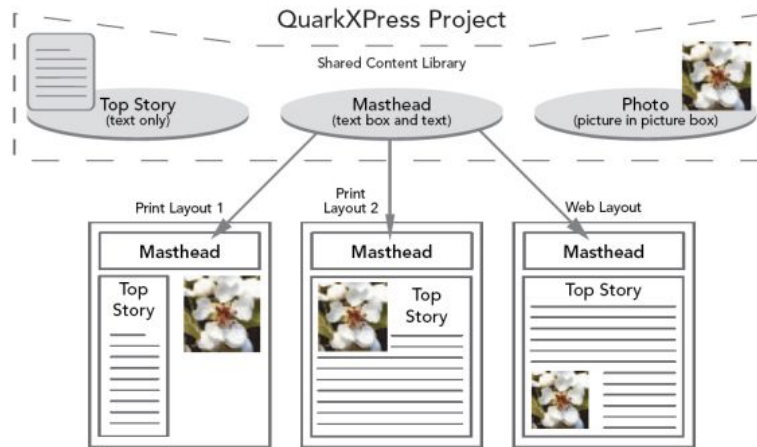 QuarkXPress Project
Shared Content Library
Top Story
(text only)
Masthead
(text box and text)
Photo
(picture in picture box)
Print Layout 1
Print
Layout 2
Web Layout
Masthead
Masthead
Masthead
Top
Story
Top
Story
Top Story